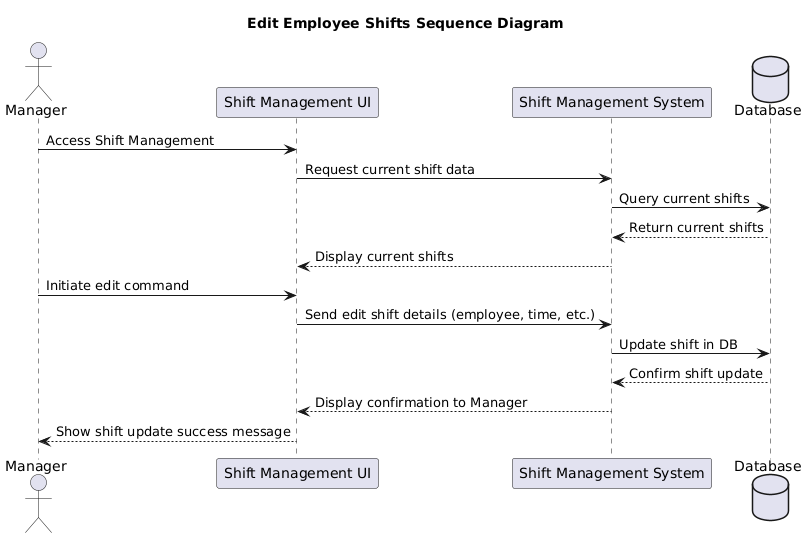 Edit Employee Shifts Sequence Diagram
Manager
Shift Management UI
Shift Management System
Database
Access Shift Management
Request current shift data
Query current shifts
Return current shifts
Display current shifts
Initiate edit command
Send edit shift details (employee, time, etc.)
Update shift in DB
Confirm shift update
Display confirmation to Manager
Show shift update success message
Manager
Shift Management UI
Shift Management System
Database